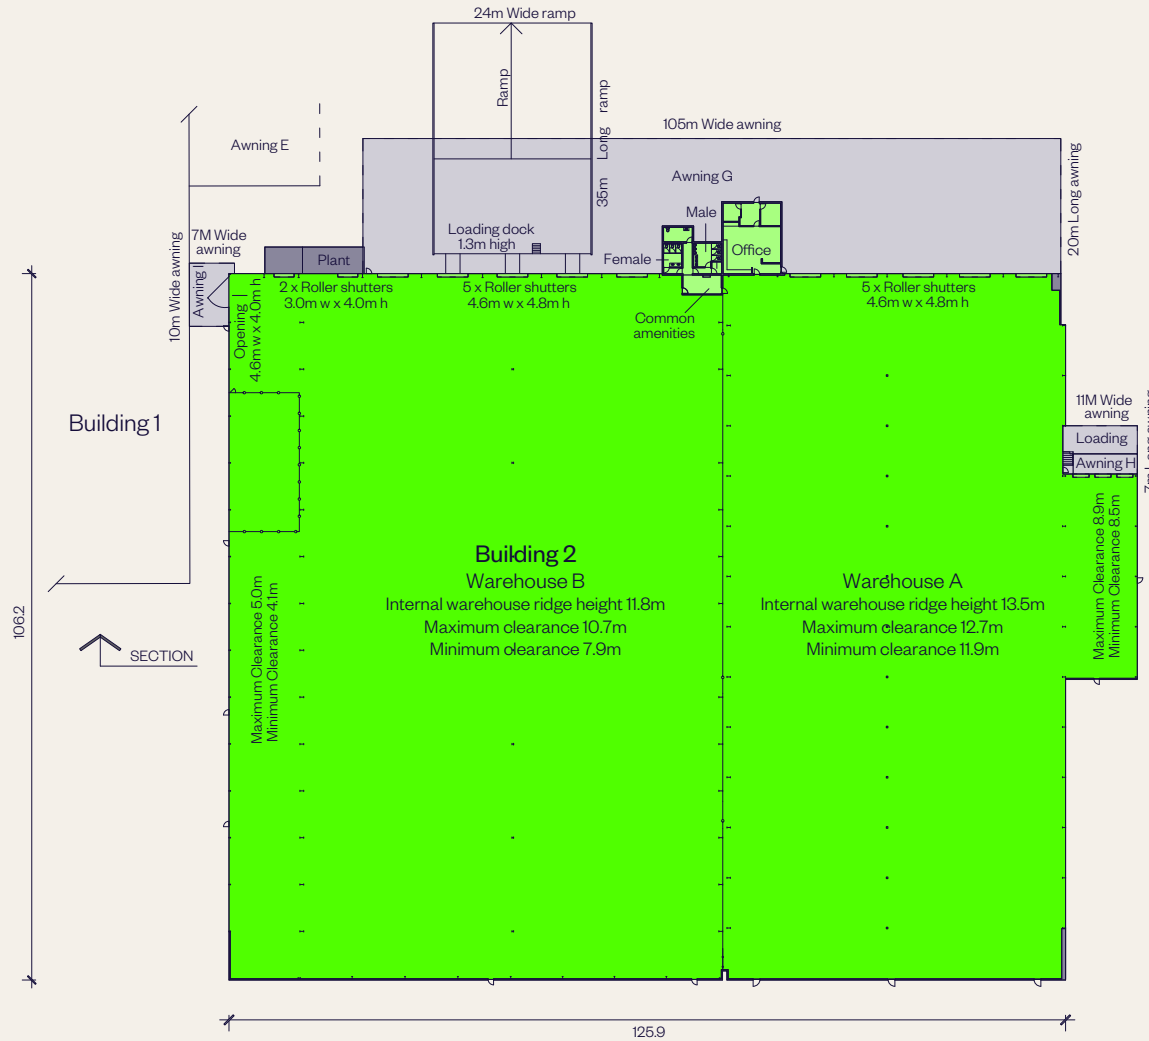 24m Wide ramp
Ramp
35m Long ramp
105m Wide awning
Awning E
Awning G
20m Long awning
Male
7M Wide
awning
10m Wide awning
Awning I
Loading dock
1.3m high
Plant
Female
Office
2 x Roller shutters
3.0m w x 4.0m h
5 x Roller shutters
4.6m w x 4.8m h
5 x Roller shutters
4.6m w x 4.8m h
Opening
4.6m w x 4.0m h
Common
amenities
Building 1
11M Wide
awning
Loading
Awning H
7m Long awning
Maximum Clearance 8.9m
Minimum Clearance 8.5m
Building 2
Warehouse B
Internal warehouse ridge height 11.8m
Maximum clearance 10.7m
Minimum clearance 7.9m
Warehouse A
Internal warehouse ridge height 13.5m
Maximum clearance 12.7m
Minimum clearance 11.9m
Maximum Clearance 5.0m
Minimum Clearance 4.1m
106.2
SECTION
125.9